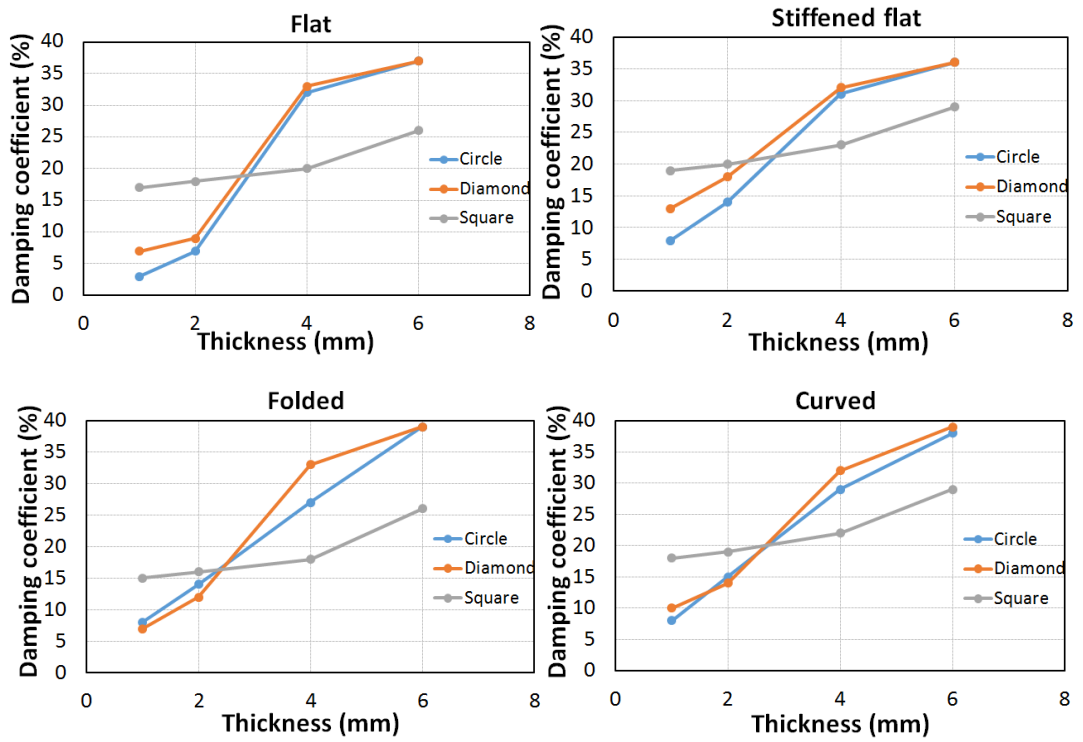 Flat
Damping coefficient (%)
40
35
30
25
20
15
10
5
0
0 2 4 6 8
Thickness (mm)
Circle
Diamond
Square
Stiffened flat
Damping coefficient (%)
40
35
30
25
20
15
10
5
0
0 2 4 6 8
Thickness (mm)
Circle
Diamond
Square
Folded
Damping coefficient (%)
40
35
30
25
20
15
10
5
0
0 2 4 6 8
Thickness (mm)
Circle
Diamond
Square
Curved
Damping coefficient (%)
40
35
30
25
20
15
10
5
0
0 2 4 6 8
Thickness (mm)
Circle
Diamond
Square